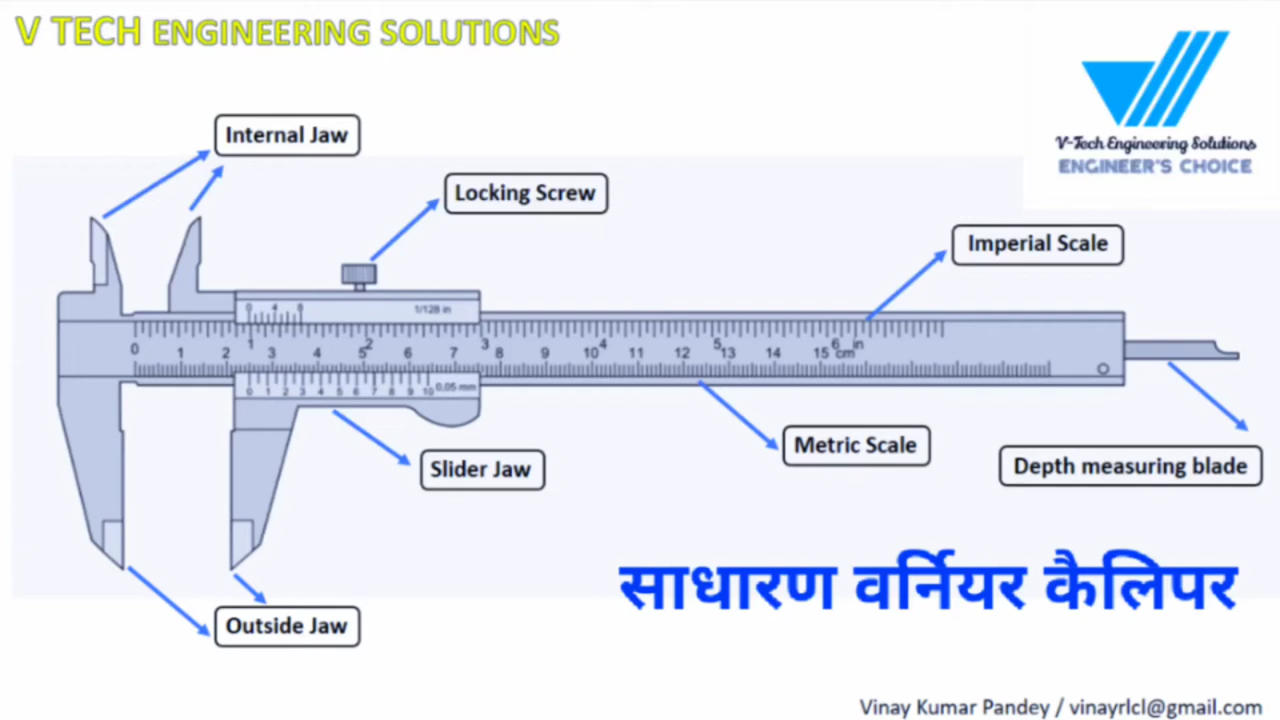 V TECH ENGINEERING SOLUTIONS
V-Tech Engineering Solutions
ENGINEER'S CHOICE
Internal Jaw
Locking Screw
Imperial Scale
0 4 8 1/128 in
1 2 3 4 5 6 in
0 1 2 3 4 5 6 7 8 9 10 11 12 13 14 15 cm
0 1 2 3 4 5 6 7 8 9 10 0,05 mm
Metric Scale
Slider Jaw
Depth measuring blade
साधारण वर्नियर कैलिपर
Outside Jaw
Vinay Kumar Pandey / vinayrlcl@gmail.com